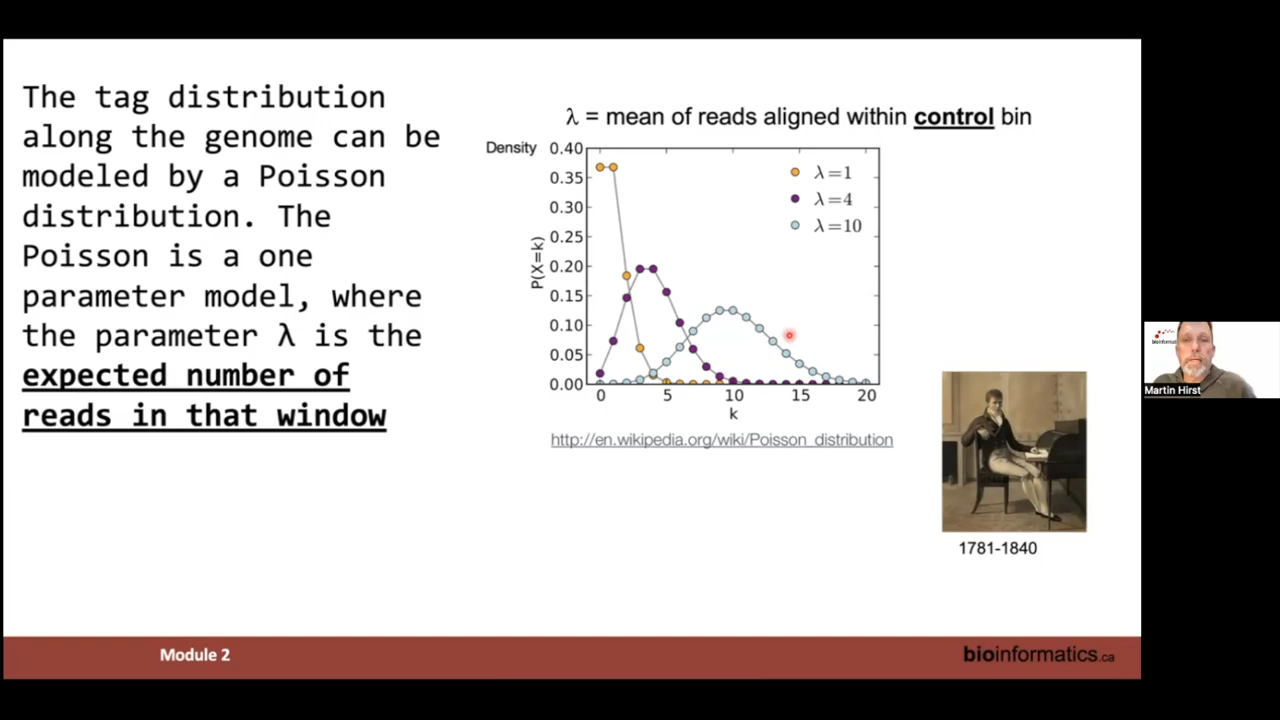 The tag distribution
along the genome can be
modeled by a Poisson
distribution. The
Poisson is a one
parameter model, where
the parameter λ is the
expected number of
reads in that window
λ = mean of reads aligned within control bin
Density
0.40
0.35
0.30
0.25
0.20
0.15
0.10
0.05
0.00
P(X=k)
λ=1
λ=4
λ=10
0 5 10 15 20
k
http://en.wikipedia.org/wiki/Poisson_distribution
1781-1840
Martin Hirst
Module 2
bioinformatics.ca